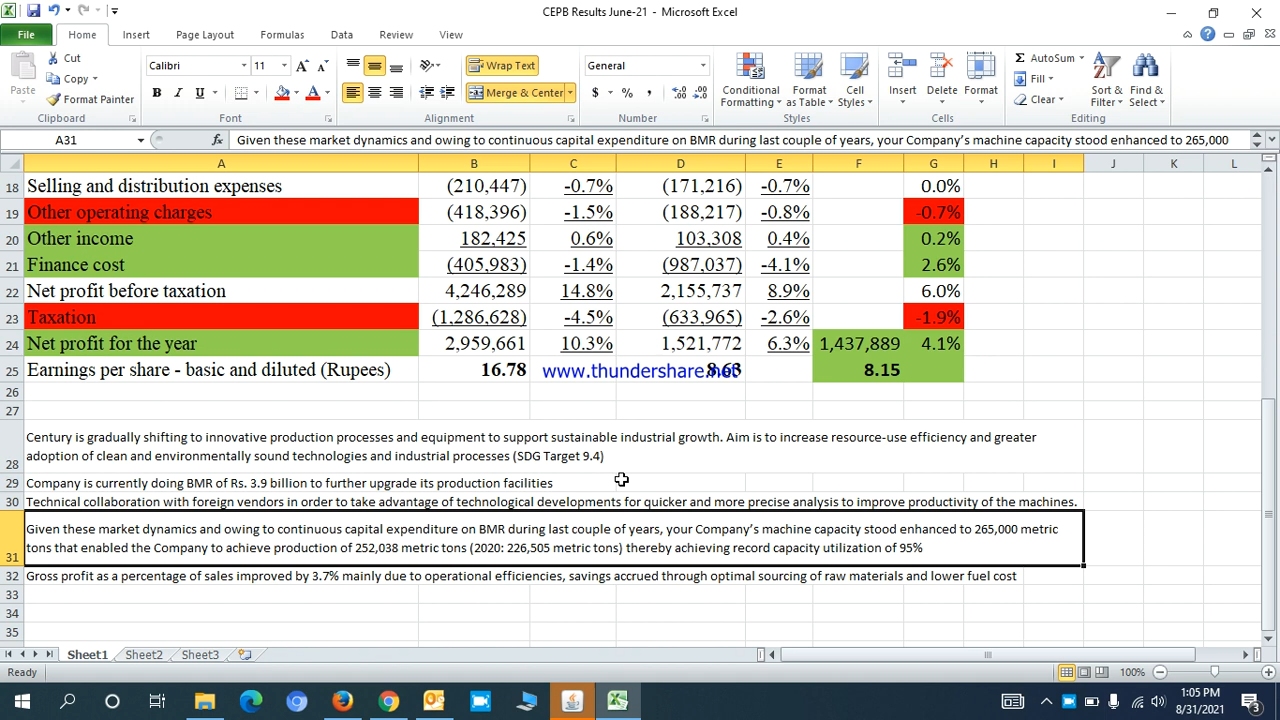 CEPB Results June-21 - Microsoft Excel
File Home Insert Page Layout Formulas Data Review View
Cut
Copy
Format Painter
Paste
Clipboard
Calibri 11
B I U
A A
Font
Wrap Text
Merge & Center
Alignment
General
$ % ,
Number
Conditional Formatting
Format as Table
Cell Styles
Styles
Insert Delete Format
Cells
AutoSum
Fill
Clear
Sort & Filter
Find & Select
Editing
A31 fx Given these market dynamics and owing to continuous capital expenditure on BMR during last couple of years, your Company's machine capacity stood enhanced to 265,000
A B C D E F G H I J K L
18 Selling and distribution expenses (210,447) -0.7% (171,216) -0.7% 0.0%
19 Other operating charges (418,396) -1.5% (188,217) -0.8% -0.7%
20 Other income 182,425 0.6% 103,308 0.4% 0.2%
21 Finance cost (405,983) -1.4% (987,037) -4.1% 2.6%
22 Net profit before taxation 4,246,289 14.8% 2,155,737 8.9% 6.0%
23 Taxation (1,286,628) -4.5% (633,965) -2.6% -1.9%
24 Net profit for the year 2,959,661 10.3% 1,521,772 6.3% 1,437,889 4.1%
25 Earnings per share - basic and diluted (Rupees) 16.78 www.thundershare.net 8.63 8.15
26
27
Century is gradually shifting to innovative production processes and equipment to support sustainable industrial growth. Aim is to increase resource-use efficiency and greater
28 adoption of clean and environmentally sound technologies and industrial processes (SDG Target 9.4)
29 Company is currently doing BMR of Rs. 3.9 billion to further upgrade its production facilities
30 Technical collaboration with foreign vendors in order to take advantage of technological developments for quicker and more precise analysis to improve productivity of the machines.
Given these market dynamics and owing to continuous capital expenditure on BMR during last couple of years, your Company's machine capacity stood enhanced to 265,000 metric
31 tons that enabled the Company to achieve production of 252,038 metric tons (2020: 226,505 metric tons) thereby achieving record capacity utilization of 95%
32 Gross profit as a percentage of sales improved by 3.7% mainly due to operational efficiencies, savings accrued through optimal sourcing of raw materials and lower fuel cost
33
34
35
Sheet1 Sheet2 Sheet3
Ready 100%
1:05 PM
8/31/2021
3